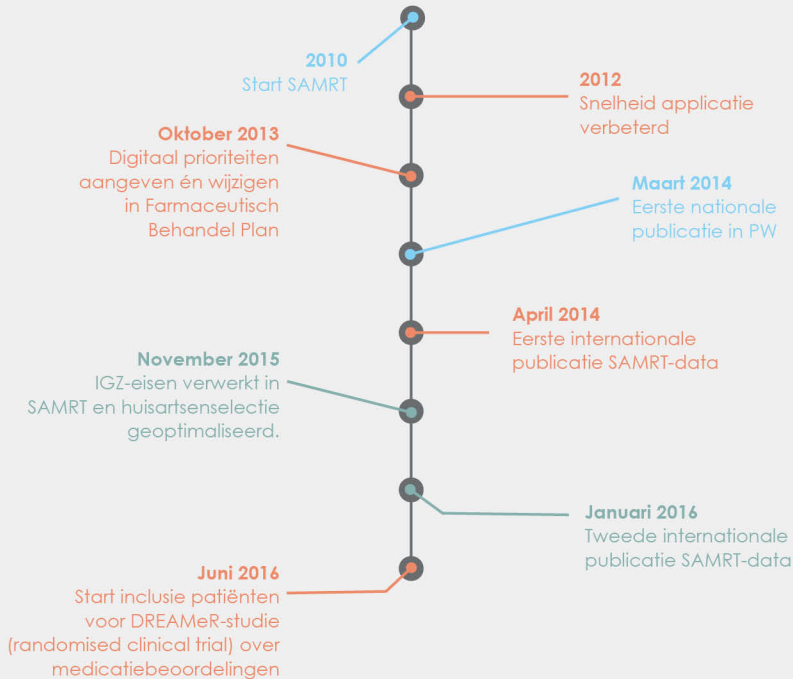 2010
Start SAMRT
2012
Snelheid applicatie
verbeterd
Oktober 2013
Digitaal prioriteiten
aangeven én wijzigen
in Farmaceutisch
Behandel Plan
Maart 2014
Eerste nationale
publicatie in PW
April 2014
Eerste internationale
publicatie SAMRT-data
November 2015
IGZ-eisen verwerkt in
SAMRT en huisartsenselectie
geoptimaliseerd.
Januari 2016
Tweede internationale
publicatie SAMRT-data
Juni 2016
Start inclusie patiënten
voor DREAMeR-studie
(randomised clinical trial) over
medicatiebeoordelingen